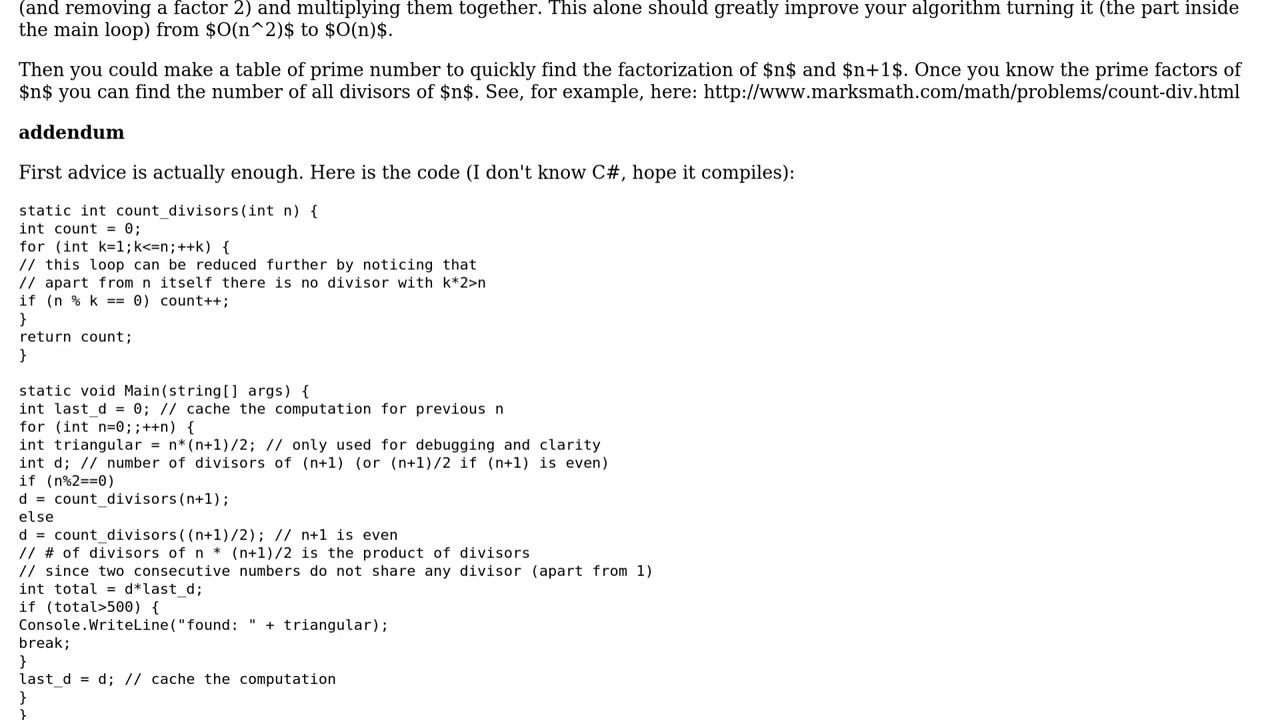 (and removing a factor 2) and multiplying them together. This alone should greatly improve your algorithm turning it (the part inside
the main loop) from $O(n^2)$ to $O(n)$.
Then you could make a table of prime number to quickly find the factorization of $n$ and $n+1$. Once you know the prime factors of
$n$ you can find the number of all divisors of $n$. See, for example, here: http://www.marksmath.com/math/problems/count-div.html
addendum
First advice is actually enough. Here is the code (I don't know C#, hope it compiles):
static int count_divisors(int n) {
int count = 0;
for (int k=1;k<=n;++k) {
// this loop can be reduced further by noticing that
// apart from n itself there is no divisor with k*2>n
if (n % k == 0) count++;
}
return count;
}
static void Main(string[] args) {
int last_d = 0; // cache the computation for previous n
for (int n=0;;++n) {
int triangular = n*(n+1)/2; // only used for debugging and clarity
int d; // number of divisors of (n+1) (or (n+1)/2 if (n+1) is even)
if (n%2==0)
d = count_divisors(n+1);
else
d = count_divisors((n+1)/2); // n+1 is even
// # of divisors of n * (n+1)/2 is the product of divisors
// since two consecutive numbers do not share any divisor (apart from 1)
int total = d*last_d;
if (total>500) {
Console.WriteLine("found: " + triangular);
break;
}
last_d = d; // cache the computation
}
}